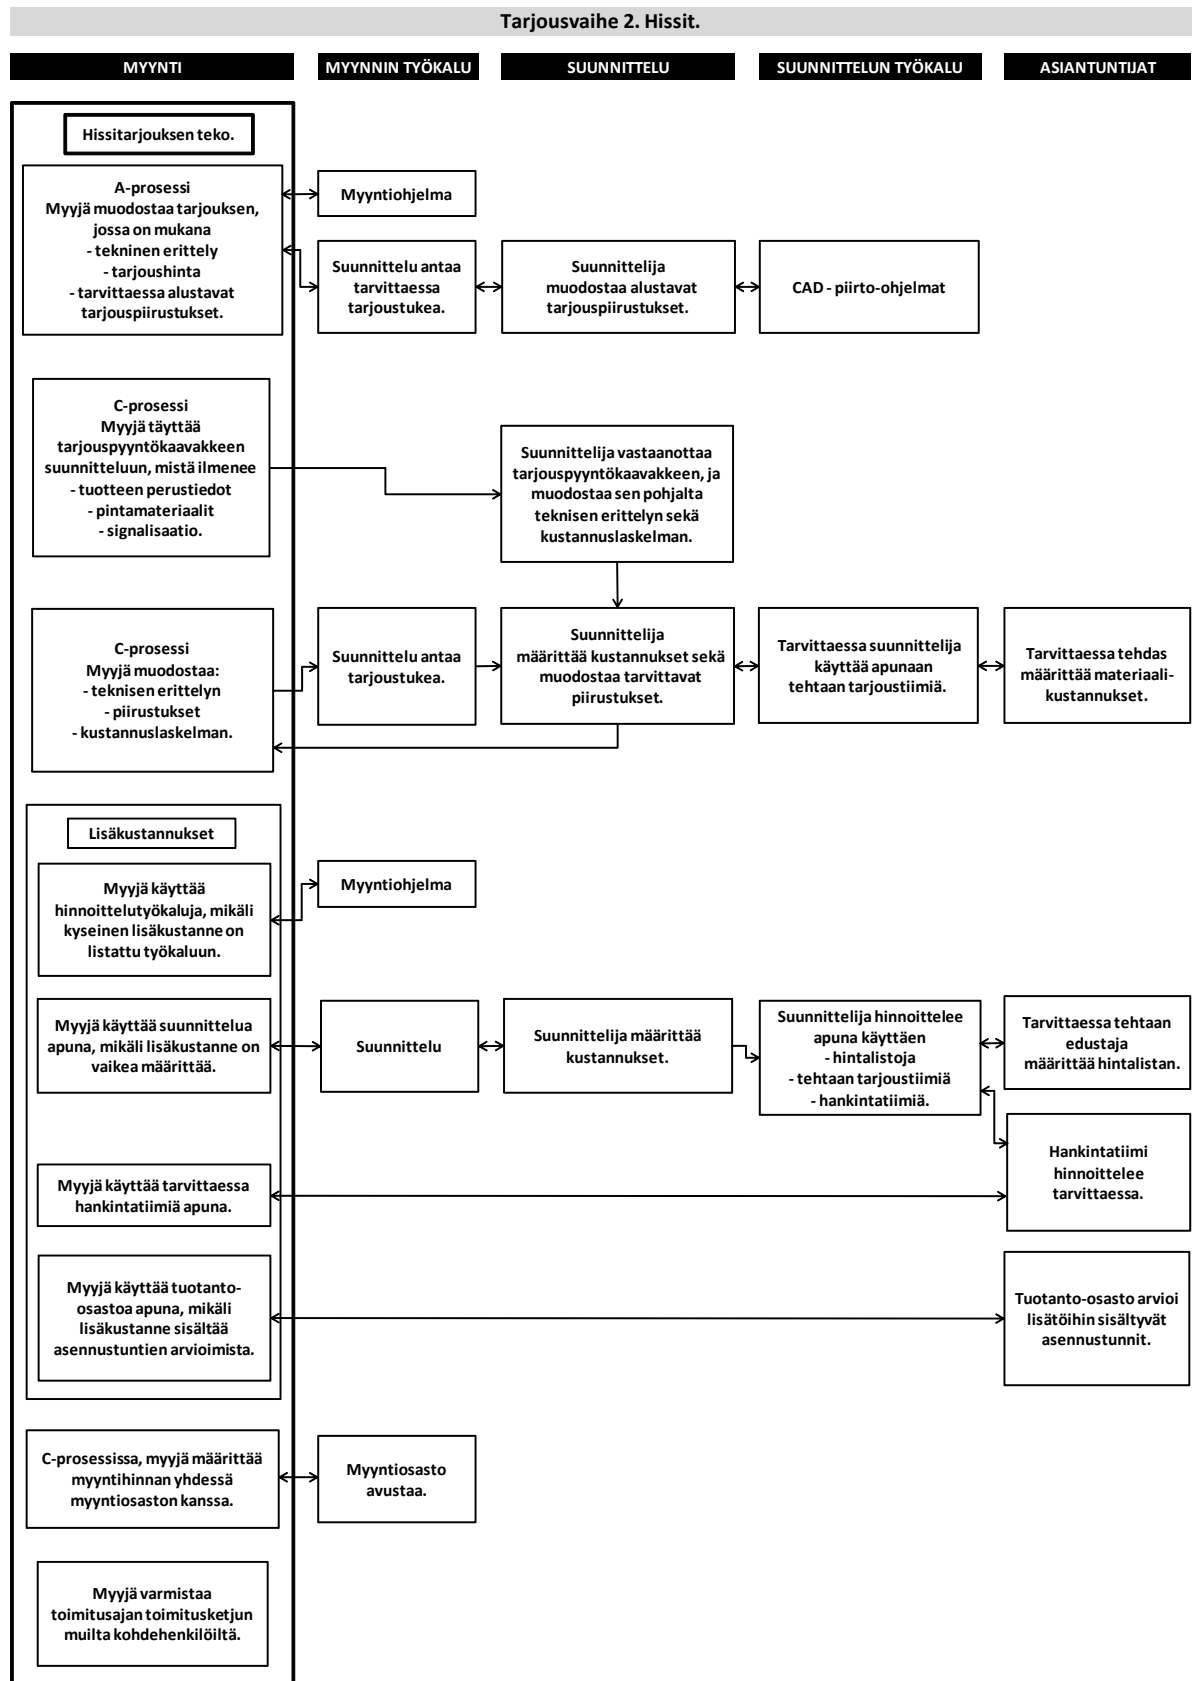 Tarjousvaihe 2. Hissit.
MYYNTI
MYYNNIN TYÖKALU
SUUNNITTELU
SUUNNITTELUN TYÖKALU
ASIANTUNTIJAT
Hissitarjouksen teko.
A-prosessi
Myyjä muodostaa tarjouksen,
jossa on mukana
- tekninen erittely
- tarjoushinta
- tarvittaessa alustavat
tarjouspiirustukset.
Myyntiohjelma
Suunnittelu antaa
tarvittaessa
tarjoustukea.
Suunnittelija
muodostaa alustavat
tarjouspiirustukset.
CAD - piirto-ohjelmat
C-prosessi
Myyjä täyttää
tarjouspyyntökaavakkeen
suunnitteluun, mistä ilmenee
- tuotteen perustiedot
- pintamateriaalit
- signalisaatio.
Suunnittelija vastaanottaa
tarjouspyyntökaavakkeen, ja
muodostaa sen pohjalta
teknisen erittelyn sekä
kustannuslaskelman.
C-prosessi
Myyjä muodostaa:
- teknisen erittelyn
- piirustukset
- kustannuslaskelman.
Suunnittelu antaa
tarjoustukea.
Suunnittelija
määrittää kustannukset sekä
muodostaa tarvittavat
piirustukset.
Tarvittaessa suunnittelija
käyttää apunaan
tehtaan tarjoustiimiä.
Tarvittaessa tehdas
määrittää materiaali-
kustannukset.
Lisäkustannukset
Myyjä käyttää
hinnoittelutyökaluja, mikäli
kyseinen lisäkustanne on
listattu työkaluun.
Myyntiohjelma
Myyjä käyttää suunnittelua
apuna, mikäli lisäkustanne on
vaikea määrittää.
Suunnittelu
Suunnittelija määrittää
kustannukset.
Suunnittelija hinnoittelee
apuna käyttäen
- hintalistoja
- tehtaan tarjoustiimiä
- hankintatiimiä.
Tarvittaessa tehtaan
edustaja
määrittää hintalistan.
Hankintatiimi
hinnoittelee
tarvittaessa.
Myyjä käyttää tarvittaessa
hankintatiimiä apuna.
Myyjä käyttää tuotanto-
osastoa apuna, mikäli
lisäkustanne sisältää
asennustuntien arvioimista.
Tuotanto-osasto arvioi
lisätöihin sisältyvät
asennustunnit.
C-prosessissa, myyjä määrittää
myyntihinnan yhdessä
myyntiosaston kanssa.
Myyntiosasto
avustaa.
Myyjä varmistaa
toimitusajan toimitusketjun
muilta kohdehenkilöiltä.